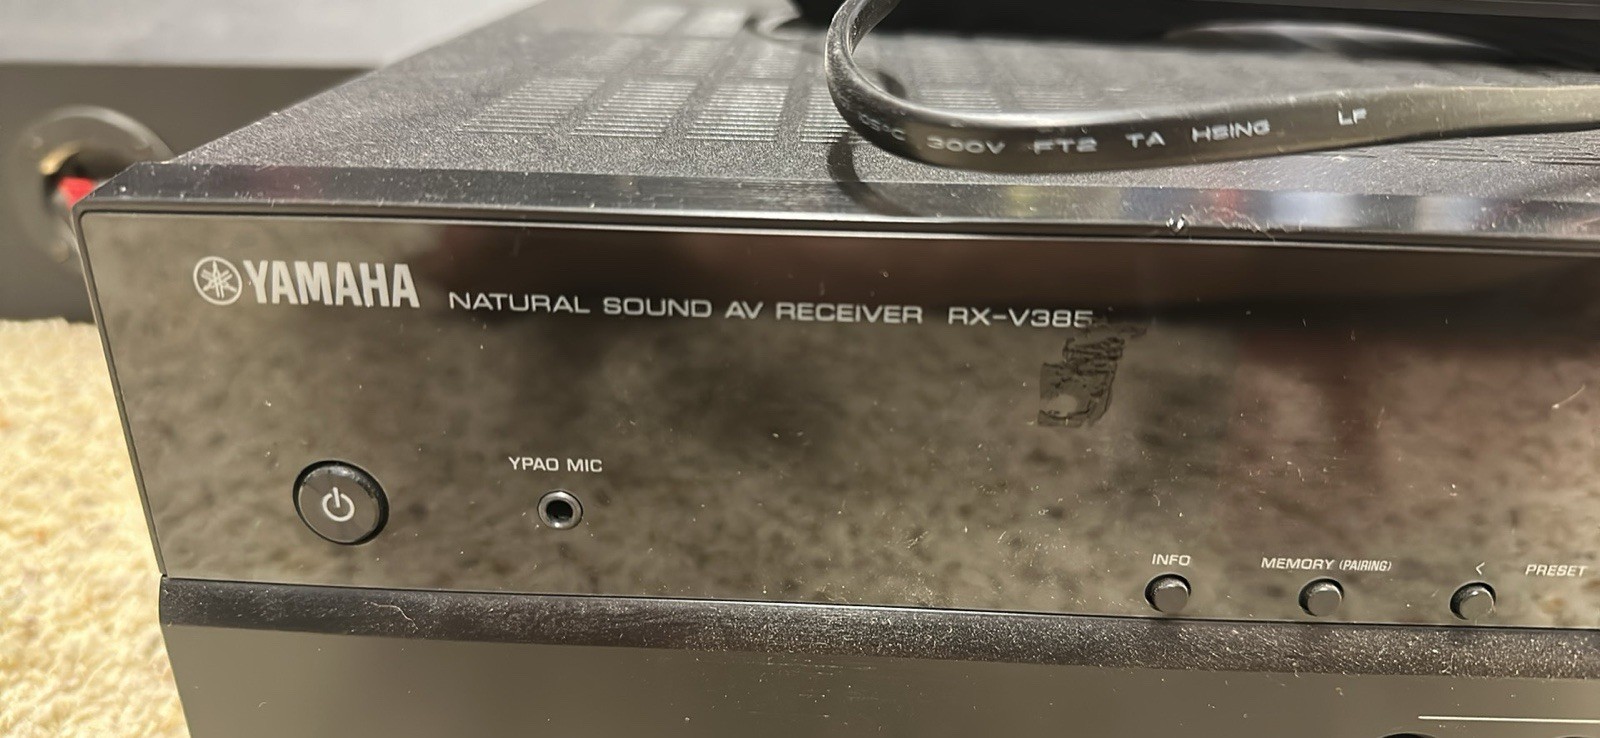 300V FT2 TA HSING LF
YAMAHA NATURAL SOUND AV RECEIVER RX-V385
YPAO MIC
INFO MEMORY (PAIRING) < PRESET